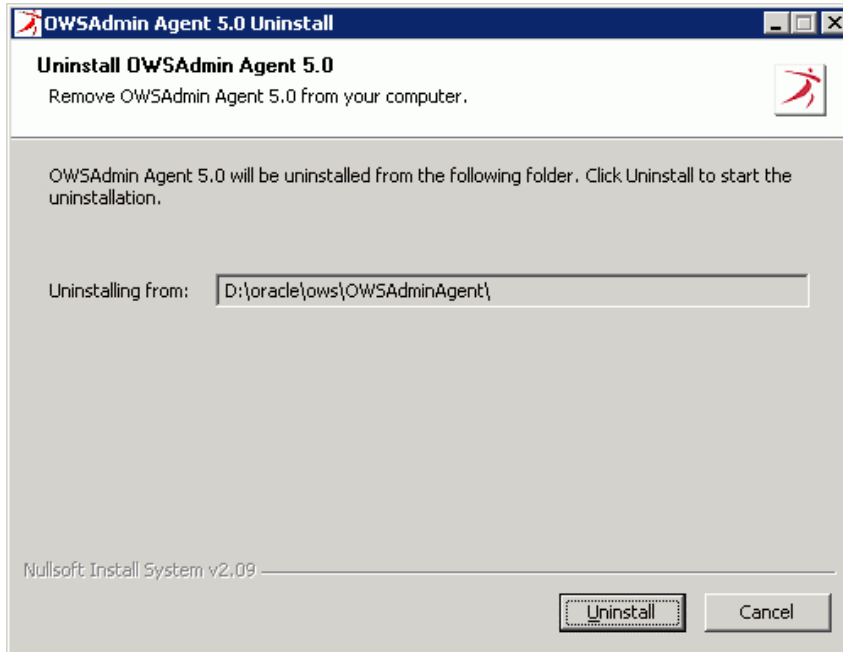 OWSAdmin Agent 5.0 Uninstall
Uninstall OWSAdmin Agent 5.0
Remove OWSAdmin Agent 5.0 from your computer.
OWSAdmin Agent 5.0 will be uninstalled from the following folder. Click Uninstall to start the
uninstallation.
Uninstalling from: D:\oracle\ows\OWSAdminAgent\
Nullsoft Install System v2.09
Uninstall Cancel